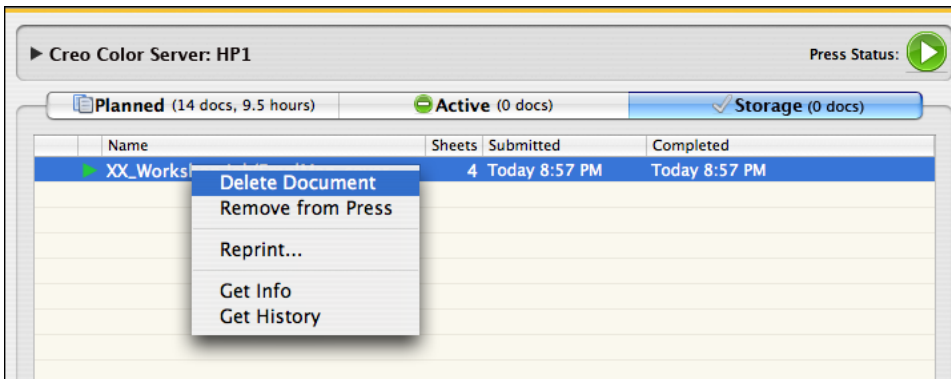 Creo Color Server: HP1
Press Status:
Planned (14 docs, 9.5 hours)
Active (0 docs)
Storage (0 docs)
Name Sheets Submitted Completed
4 Today 8:57 PM Today 8:57 PM
Delete Document
Remove from Press
Reprint...
Get Info
Get History